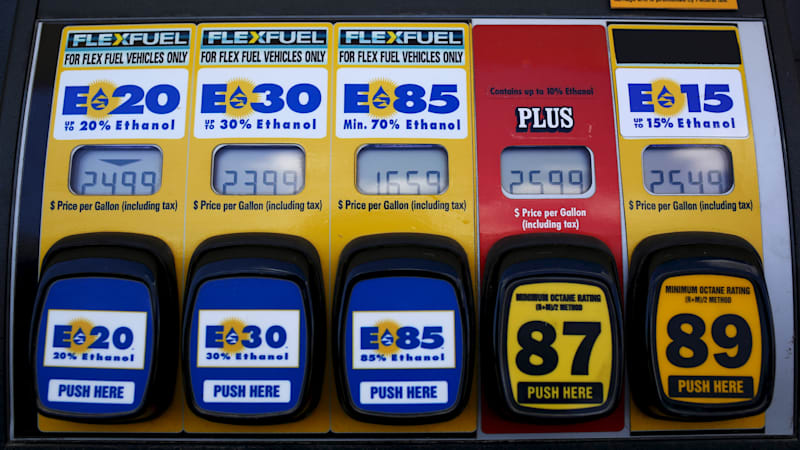 FLEXFUEL
FOR FLEX FUEL VEHICLES ONLY
E20
UP TO 20% Ethanol
2499
$ Price per Gallon (including tax)
E20
20% Ethanol
PUSH HERE
FLEXFUEL
FOR FLEX FUEL VEHICLES ONLY
E30
UP TO 30% Ethanol
2399
$ Price per Gallon (including tax)
E30
30% Ethanol
PUSH HERE
FLEXFUEL
FOR FLEX FUEL VEHICLES ONLY
E85
Min. 70% Ethanol
1659
$ Price per Gallon (including tax)
E85
85% Ethanol
PUSH HERE
Contains up to 10% Ethanol
PLUS
2599
$ Price per Gallon
(including tax)
MINIMUM OCTANE RATING
(R+M)/2 METHOD
87
PUSH HERE
E15
UP TO 15% Ethanol
2549
$ Price per Gallon (including tax)
MINIMUM OCTANE RATING
(R+M)/2 METHOD
89
PUSH HERE